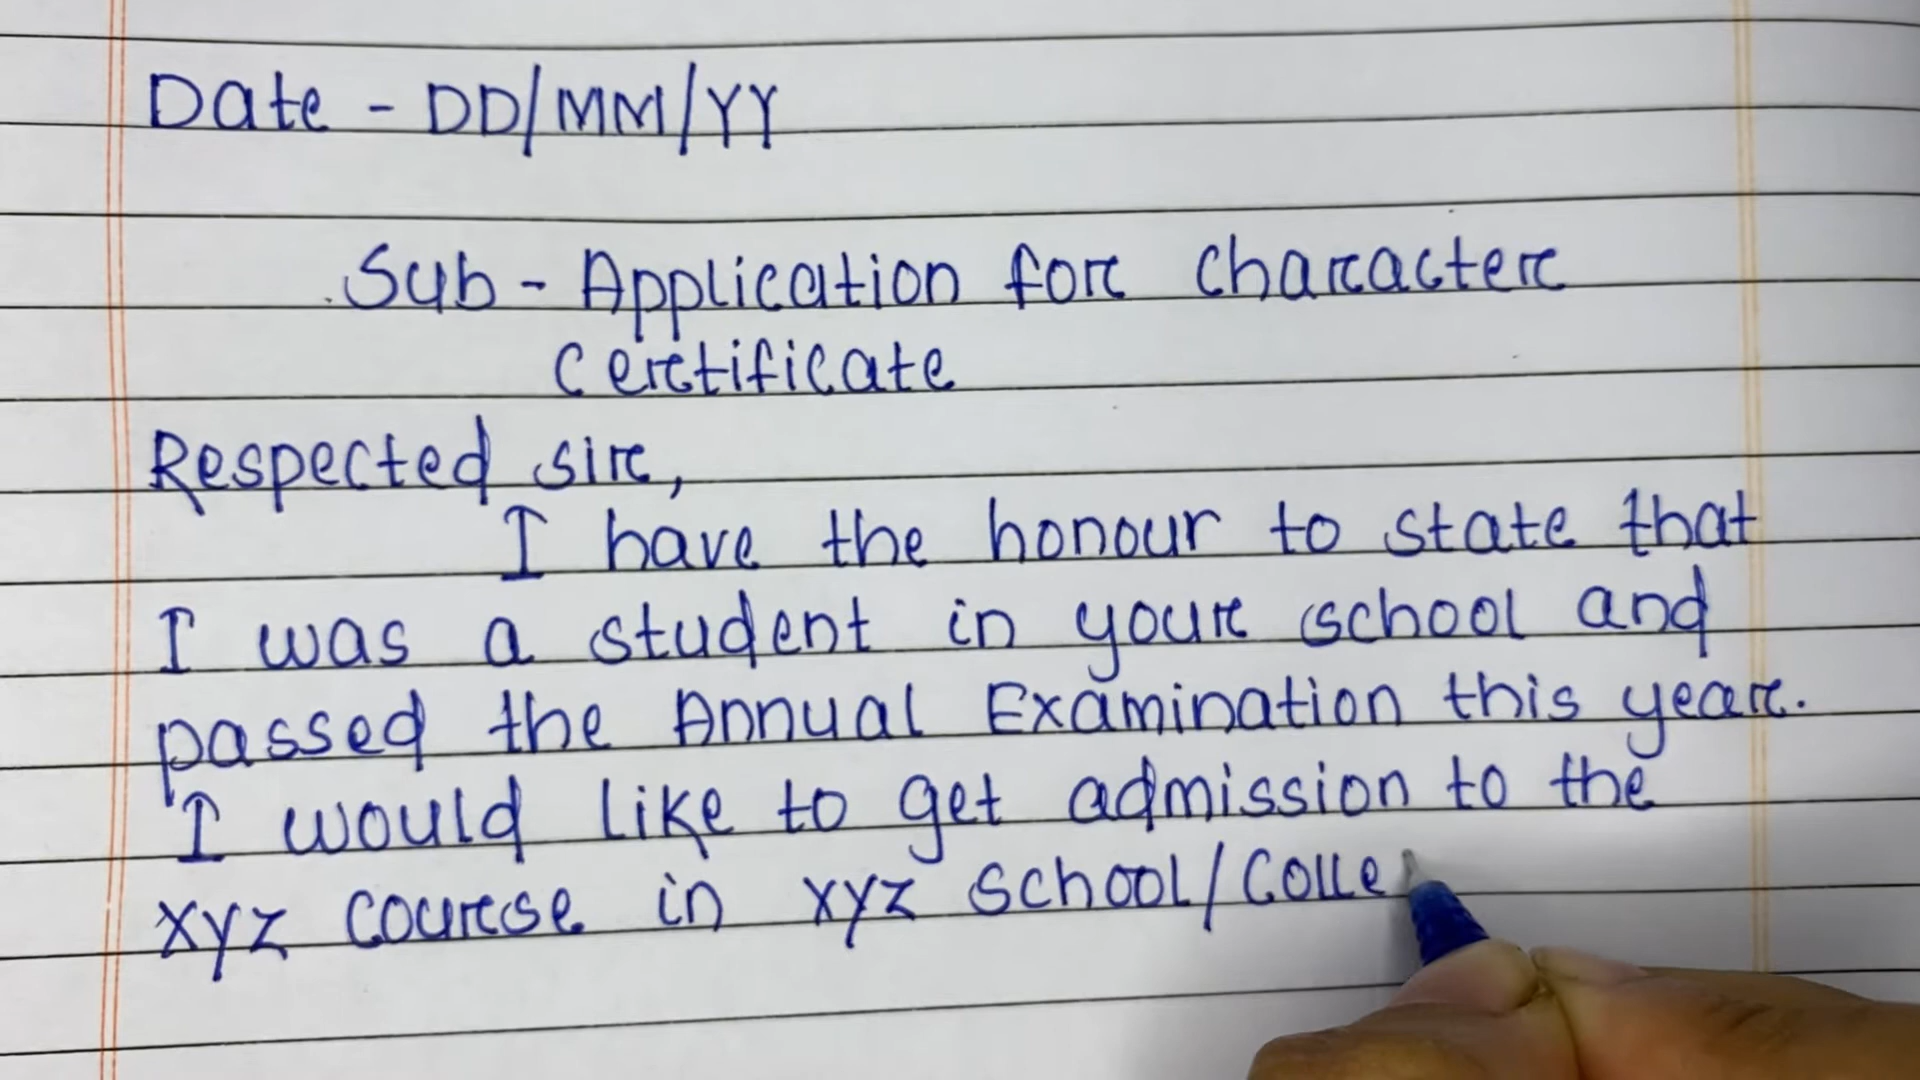 Date - DD/MM/YY
Sub - Application for character
certificate
Respected sir,
I have the honour to state that
I was a student in your school and
passed the Annual Examination this year.
I would like to get admission to the
xyz course in xyz school/Colle